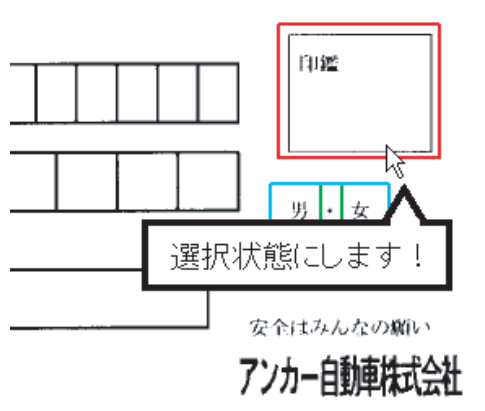 印鑑
男・女
選択状態にします!
安全はみんなの願い
アンカー自動車株式会社